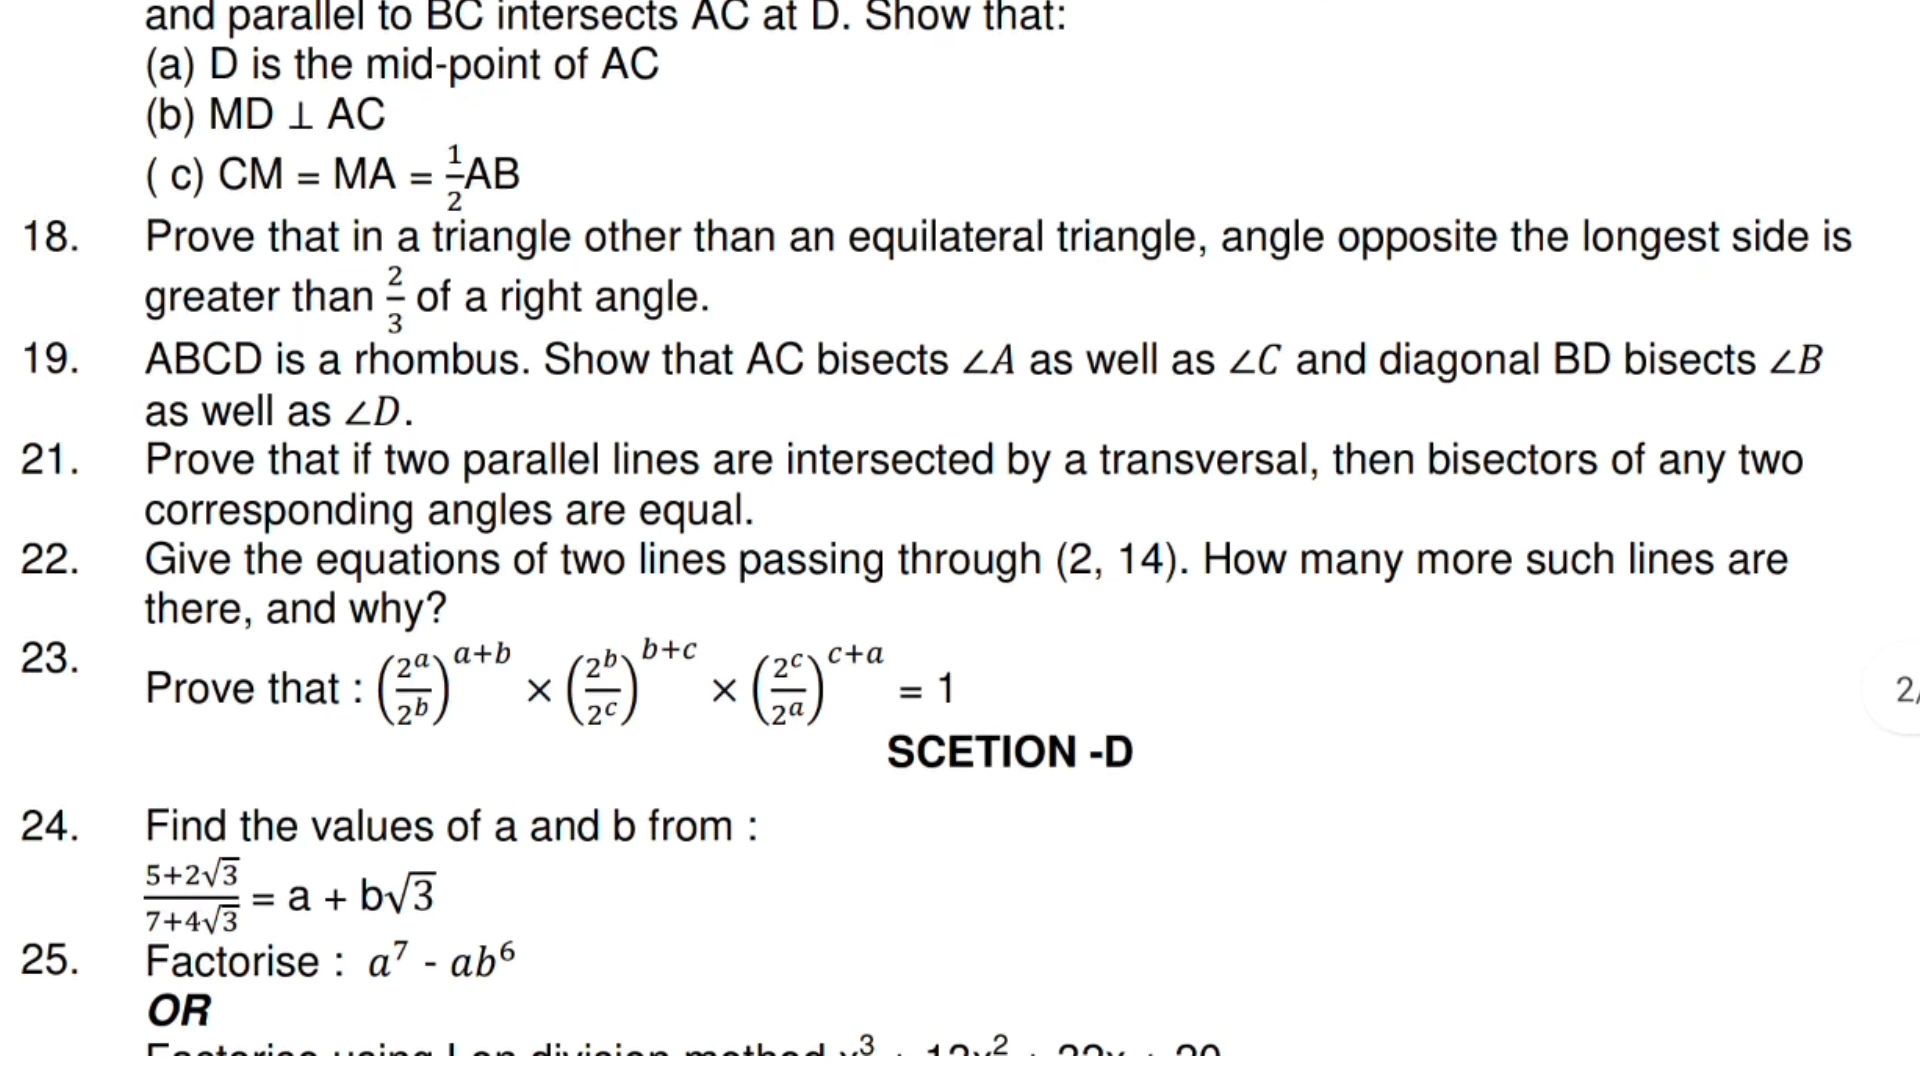 and parallel to BC intersects AC at D. Show that:
(a) D is the mid-point of AC
(b) MD ⊥ AC
( c) CM = MA = 1/2 AB
18. Prove that in a triangle other than an equilateral triangle, angle opposite the longest side is
greater than 2/3 of a right angle.
19. ABCD is a rhombus. Show that AC bisects ∠A as well as ∠C and diagonal BD bisects ∠B
as well as ∠D.
21. Prove that if two parallel lines are intersected by a transversal, then bisectors of any two
corresponding angles are equal.
22. Give the equations of two lines passing through (2, 14). How many more such lines are
there, and why?
23. Prove that : (2^a/2^b)^(a+b) × (2^b/2^c)^(b+c) × (2^c/2^a)^(c+a) = 1
2/
SCETION -D
24. Find the values of a and b from :
(5+2√3)/(7+4√3) = a + b√3
25. Factorise : a⁷ - ab⁶
OR